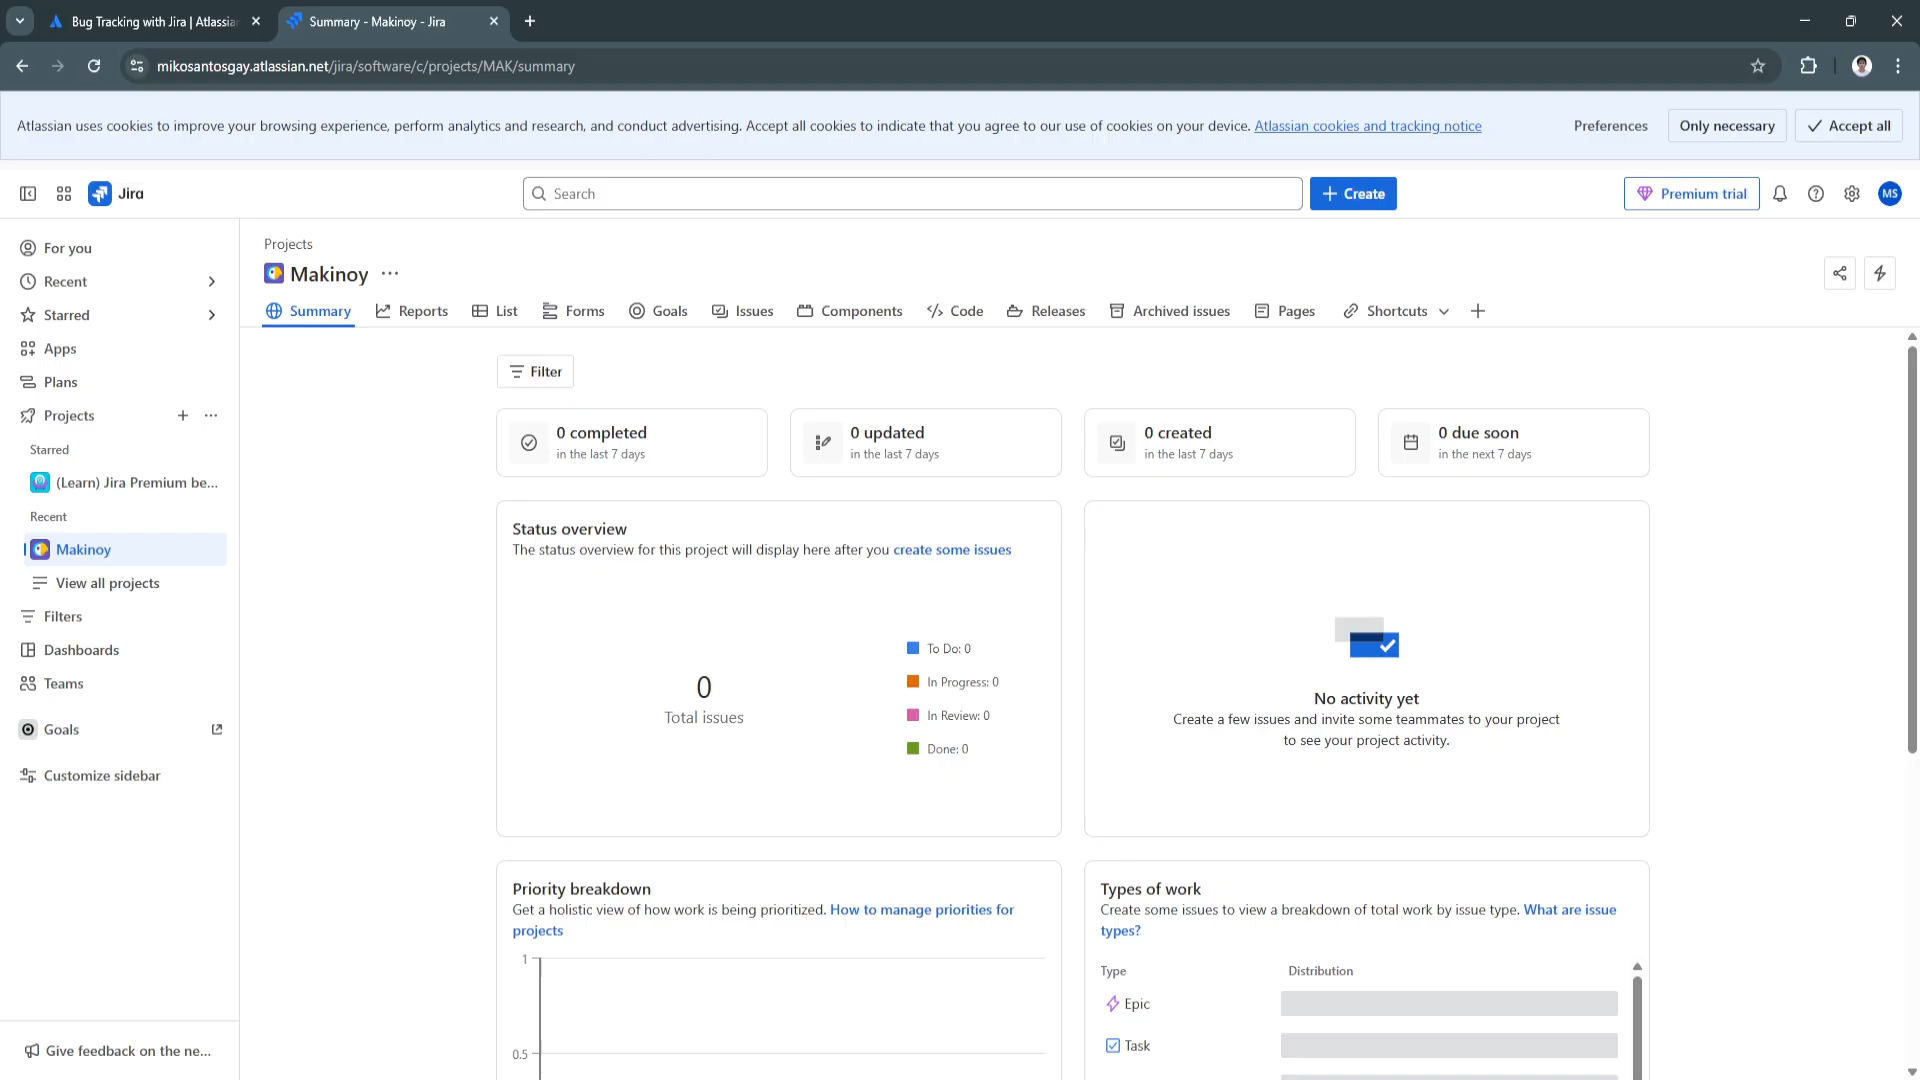 Bug Tracking with Jira | Atlassia
Summary - Makinoy - Jira
mikosantosgay.atlassian.net/jira/software/c/projects/MAK/summary
Atlassian uses cookies to improve your browsing experience, perform analytics and research, and conduct advertising. Accept all cookies to indicate that you agree to our use of cookies on your device. Atlassian cookies and tracking notice
Preferences
Only necessary
Accept all
Jira
Search
Create
Premium trial
MS
For you
Recent
Starred
Apps
Plans
Projects
Starred
(Learn) Jira Premium be...
Recent
Makinoy
View all projects
Filters
Dashboards
Teams
Goals
Customize sidebar
Give feedback on the ne...
Projects
Makinoy
Summary
Reports
List
Forms
Goals
Issues
Components
Code
Releases
Archived issues
Pages
Shortcuts
Filter
0 completed
in the last 7 days
0 updated
in the last 7 days
0 created
in the last 7 days
0 due soon
in the next 7 days
Status overview
The status overview for this project will display here after you create some issues
0
Total issues
To Do: 0
In Progress: 0
In Review: 0
Done: 0
No activity yet
Create a few issues and invite some teammates to your project
to see your project activity.
Priority breakdown
Get a holistic view of how work is being prioritized. How to manage priorities for
projects
1
0.5
Types of work
Create some issues to view a breakdown of total work by issue type. What are issue
types?
Type
Distribution
Epic
Task